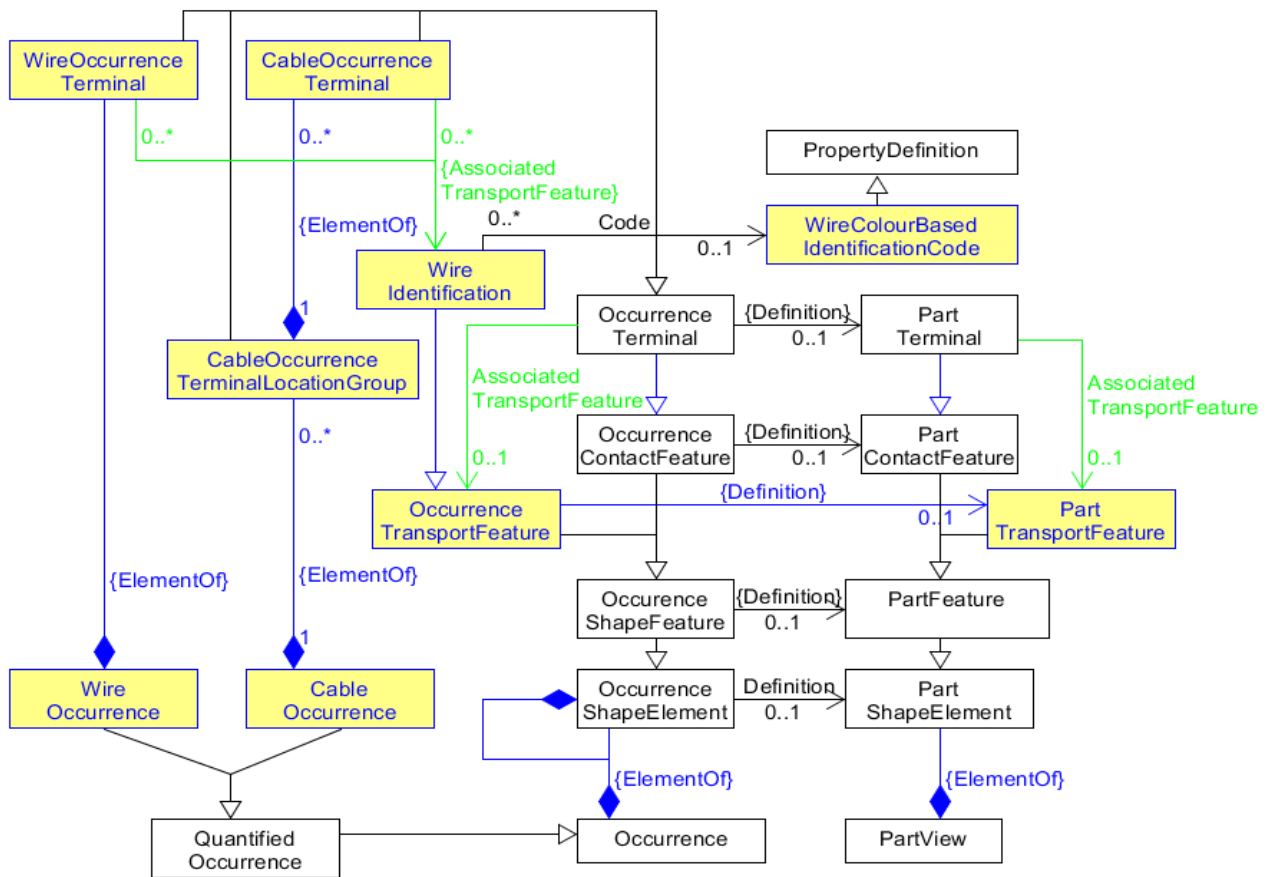 WireOccurrence
Terminal
CableOccurrence
Terminal
0..*
0..*
0..*
PropertyDefinition
{Associated
TransportFeature}
0..*
Code
WireColourBased
IdentificationCode
{ElementOf}
0..1
Wire
Identification
1
Occurrence
Terminal
{Definition}
0..1
Part
Terminal
CableOccurrence
TerminalLocationGroup
Associated
TransportFeature
Associated
TransportFeature
0..*
Occurrence
ContactFeature
{Definition}
0..1
Part
ContactFeature
0..1
0..1
{Definition}
0..1
Occurrence
TransportFeature
Part
TransportFeature
{ElementOf}
{ElementOf}
Occurence
ShapeFeature
{Definition}
0..1
PartFeature
1
Wire
Occurrence
Cable
Occurrence
Occurrence
ShapeElement
Definition
0..1
Part
ShapeElement
{ElementOf}
{ElementOf}
Quantified
Occurrence
Occurrence
PartView